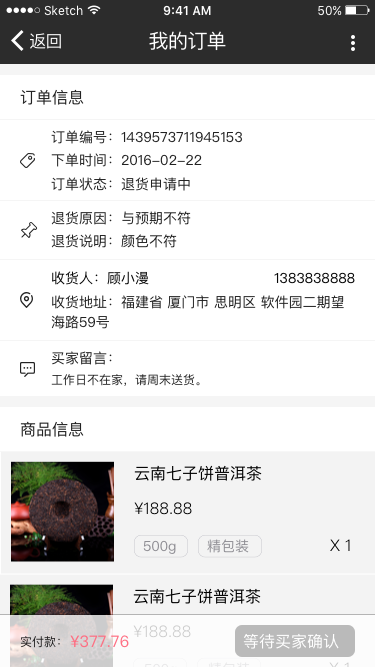 Sketch 9:41 AM 50%
返回 我的订单
订单信息
订单编号：1439573711945153
下单时间：2016-02-22
订单状态：退货申请中
退货原因：与预期不符
退货说明：颜色不符
收货人：顾小漫 1383838888
收货地址：福建省 厦门市 思明区 软件园二期望
海路59号
买家留言：
工作日不在家，请周末送货。
商品信息
云南七子饼普洱茶
¥188.88
500g 精包装 X 1
云南七子饼普洱茶
¥188.88
实付款：¥377.76 等待买家确认